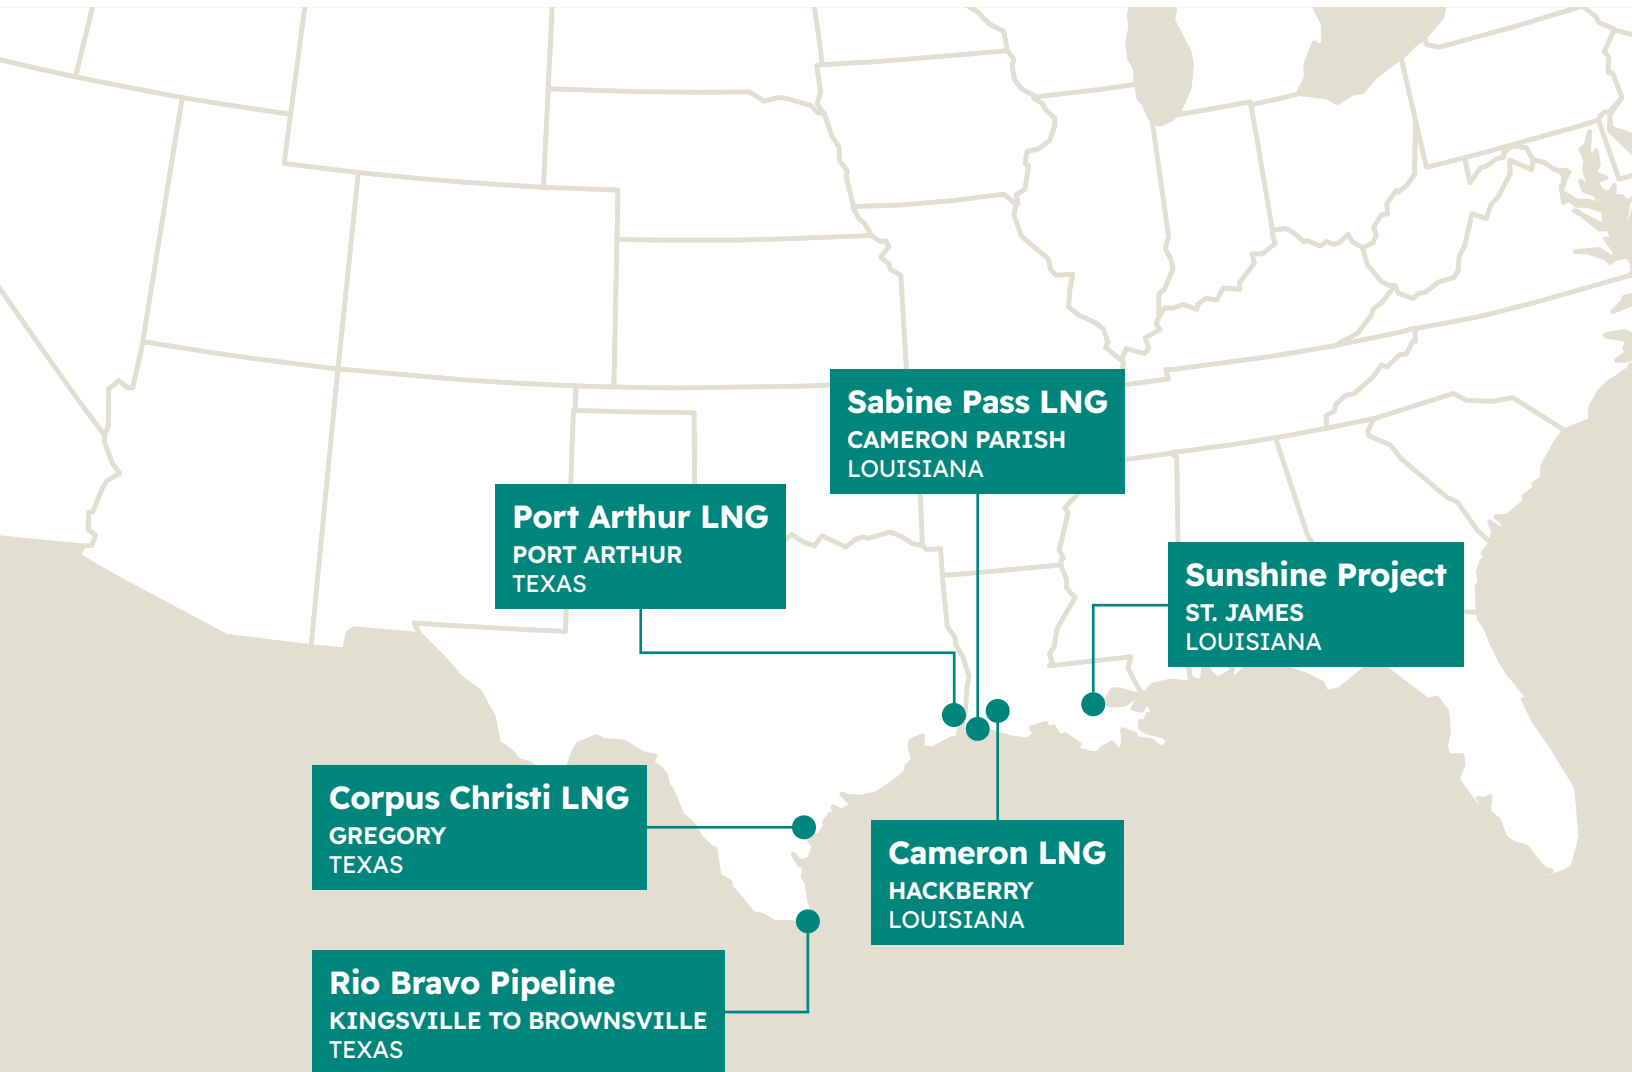 Sabine Pass LNG
CAMERON PARISH
LOUISIANA
Port Arthur LNG
PORT ARTHUR
TEXAS
Sunshine Project
ST. JAMES
LOUISIANA
Corpus Christi LNG
GREGORY
TEXAS
Cameron LNG
HACKBERRY
LOUISIANA
Rio Bravo Pipeline
KINGSVILLE TO BROWNSVILLE
TEXAS